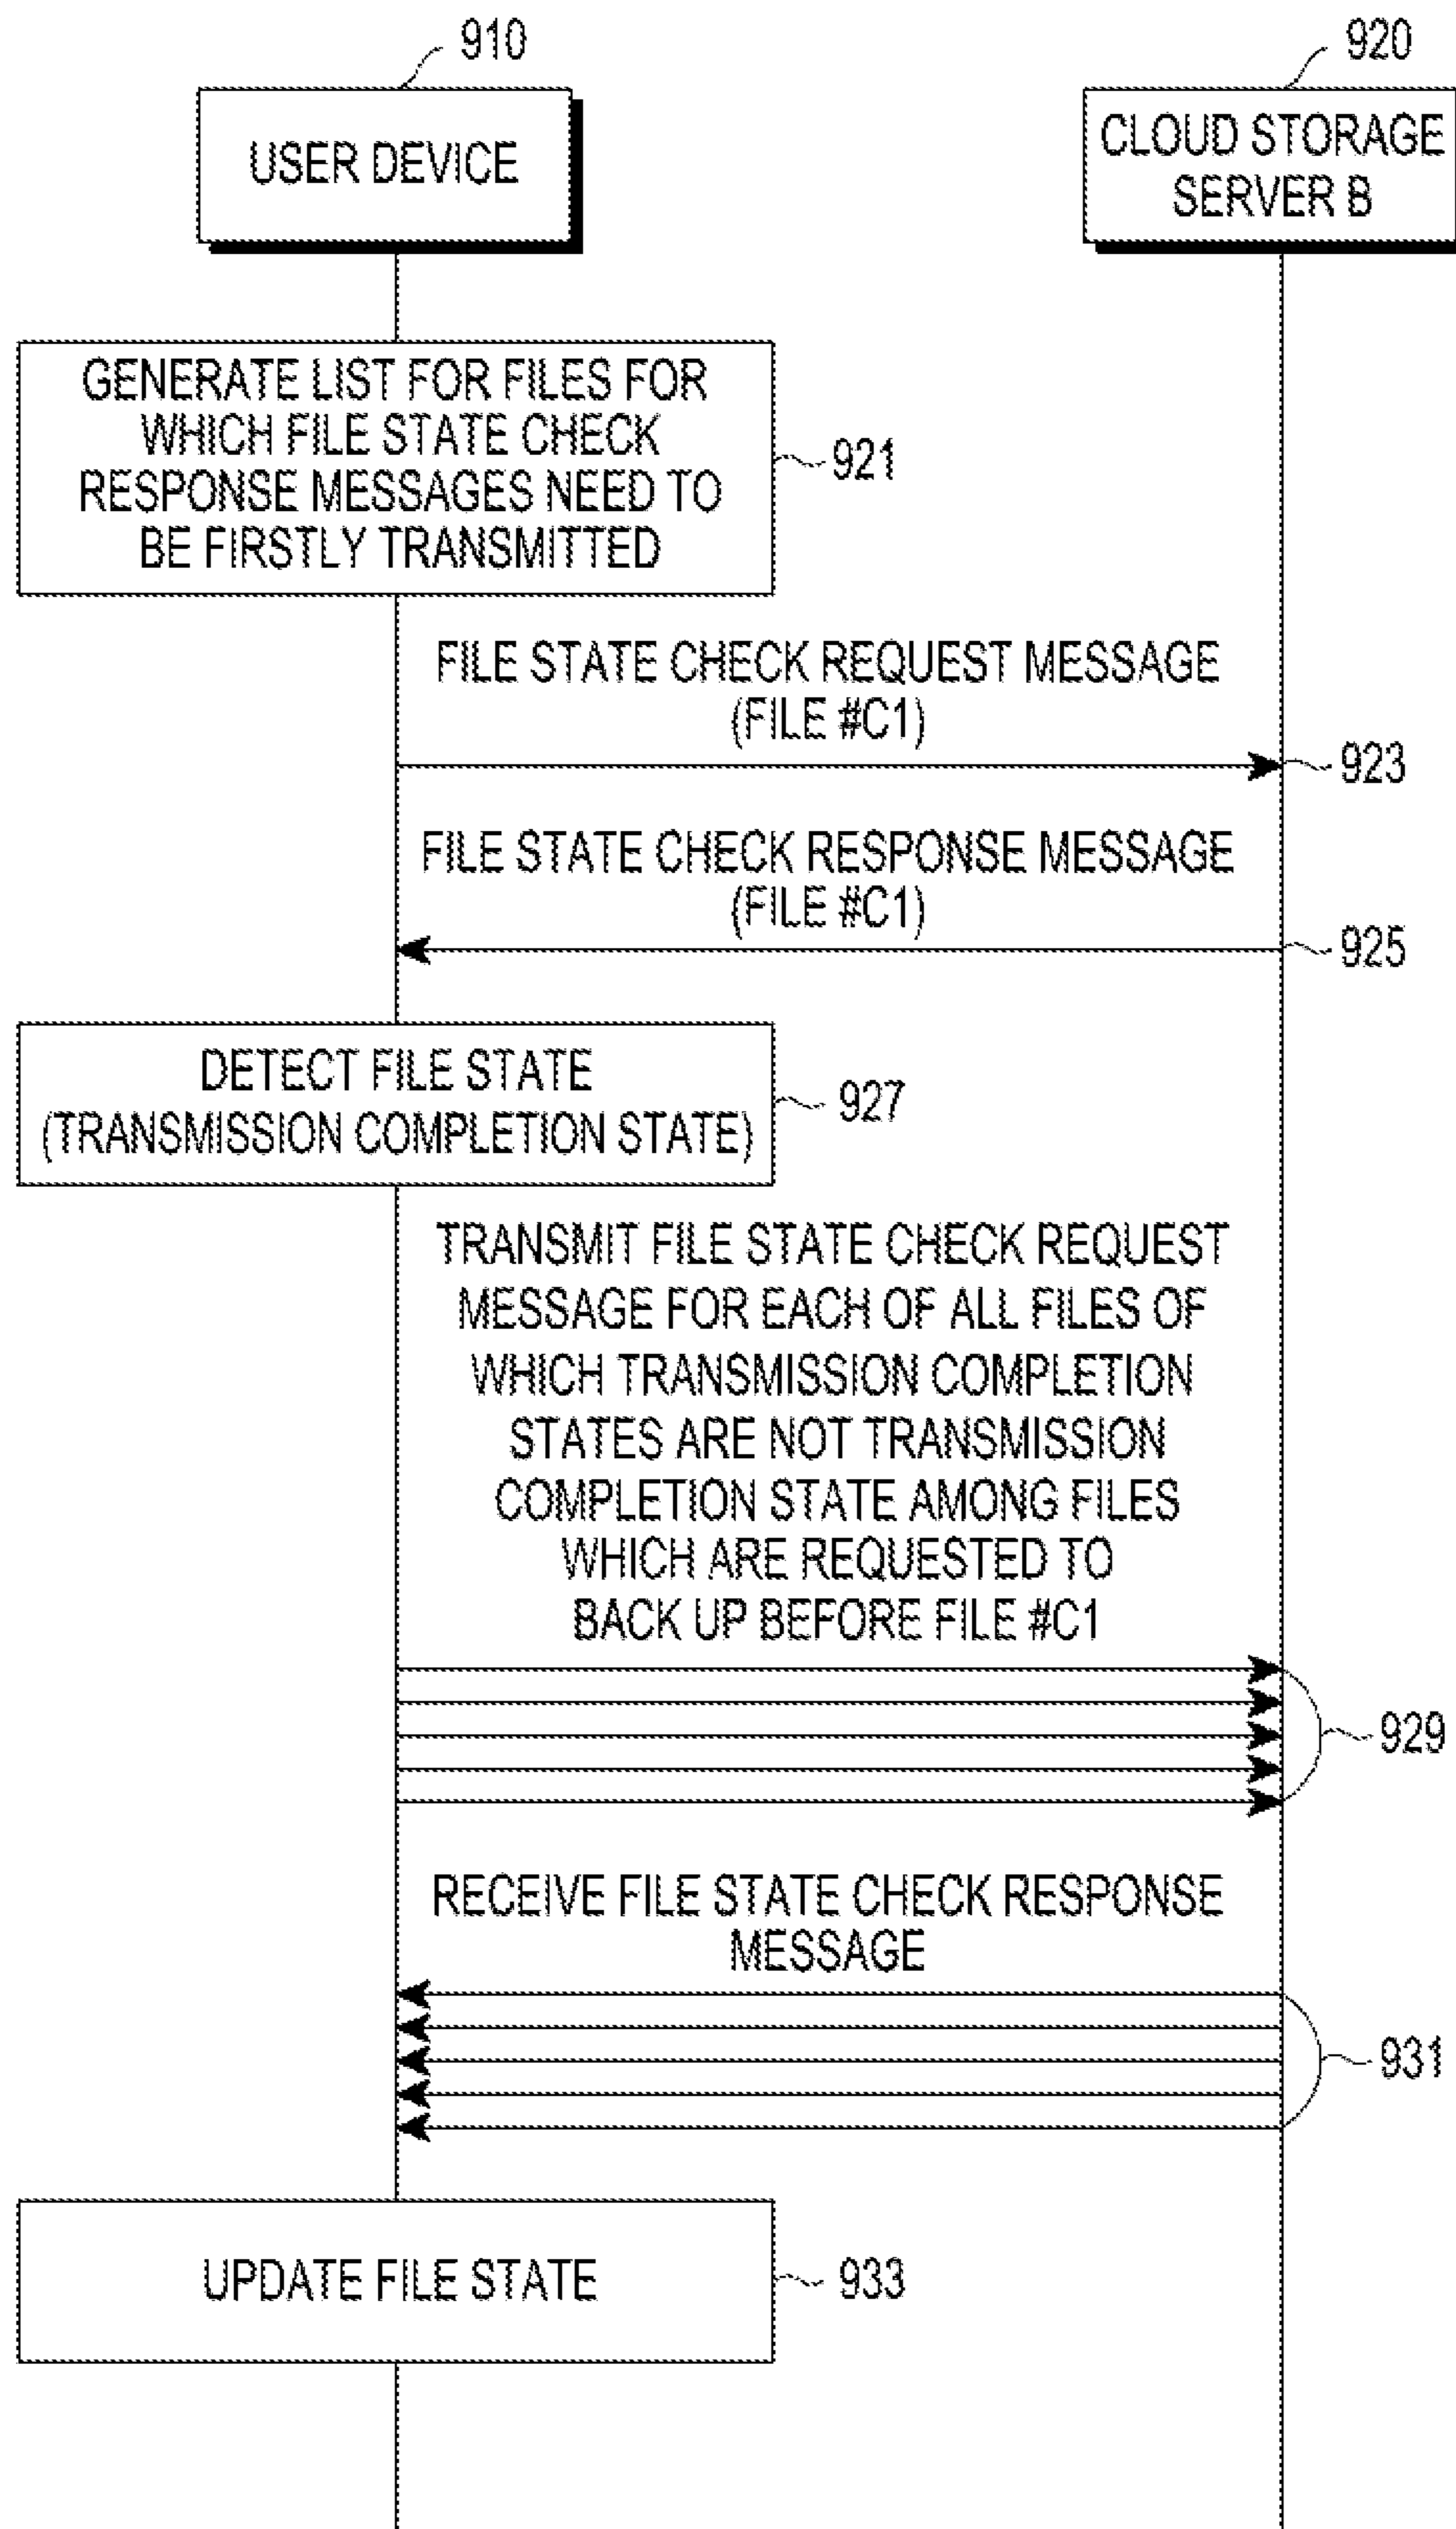 910
920
USER DEVICE
CLOUD STORAGE
SERVER B
GENERATE LIST FOR FILES FOR
WHICH FILE STATE CHECK
RESPONSE MESSAGES NEED TO
BE FIRSTLY TRANSMITTED
921
FILE STATE CHECK REQUEST MESSAGE
(FILE #C1)
923
FILE STATE CHECK RESPONSE MESSAGE
(FILE #C1)
925
DETECT FILE STATE
(TRANSMISSION COMPLETION STATE)
927
TRANSMIT FILE STATE CHECK REQUEST
MESSAGE FOR EACH OF ALL FILES OF
WHICH TRANSMISSION COMPLETION
STATES ARE NOT TRANSMISSION
COMPLETION STATE AMONG FILES
WHICH ARE REQUESTED TO
BACK UP BEFORE FILE #C1
929
RECEIVE FILE STATE CHECK RESPONSE
MESSAGE
931
UPDATE FILE STATE
933